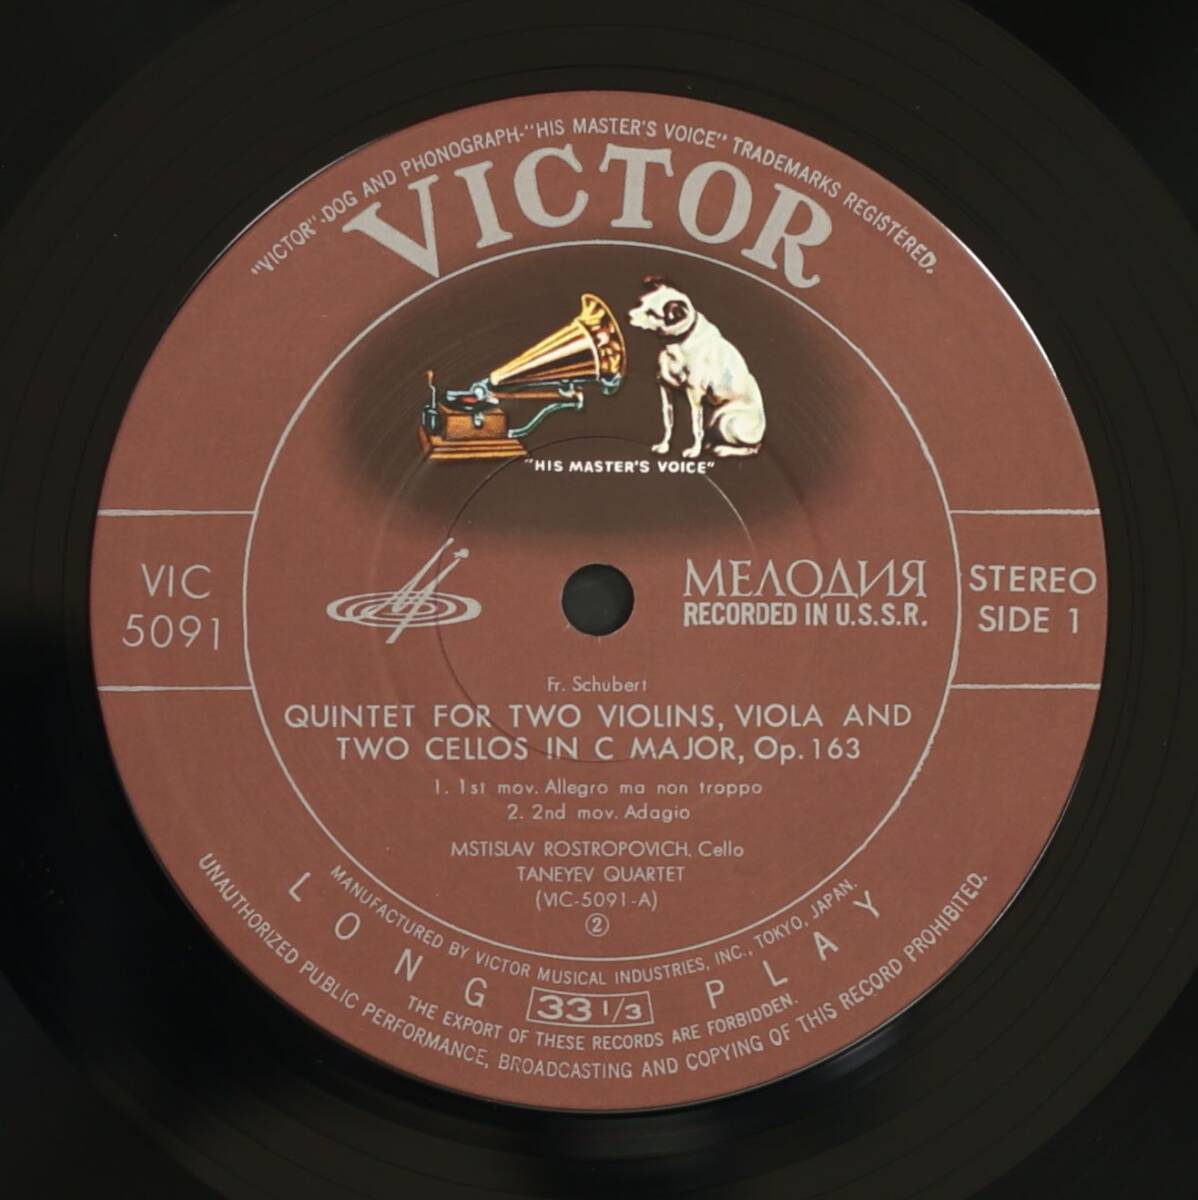 "VICTOR"-DOG AND PHONOGRAPH-"HIS MASTER'S VOICE" TRADEMARKS REGISTERED.
VICTOR
"HIS MASTER'S VOICE"
VIC
5091
МЕЛОДИЯ
RECORDED IN U.S.S.R.
STEREO
SIDE 1
Fr. Schubert
QUINTET FOR TWO VIOLINS, VIOLA AND
TWO CELLOS IN C MAJOR, Op. 163
1. 1st mov. Allegro ma non troppo
2. 2nd mov. Adagio
MSTISLAV ROSTROPOVICH, Cello
TANEYEV QUARTET
(VIC-5091-A)
②
MANUFACTURED BY VICTOR MUSICAL INDUSTRIES, INC., TOKYO, JAPAN.
LONG 33 1/3 PLAY
THE EXPORT OF THESE RECORDS ARE FORBIDDEN.
UNAUTHORIZED PUBLIC PERFORMANCE, BROADCASTING AND COPYING OF THIS RECORD PROHIBITED.